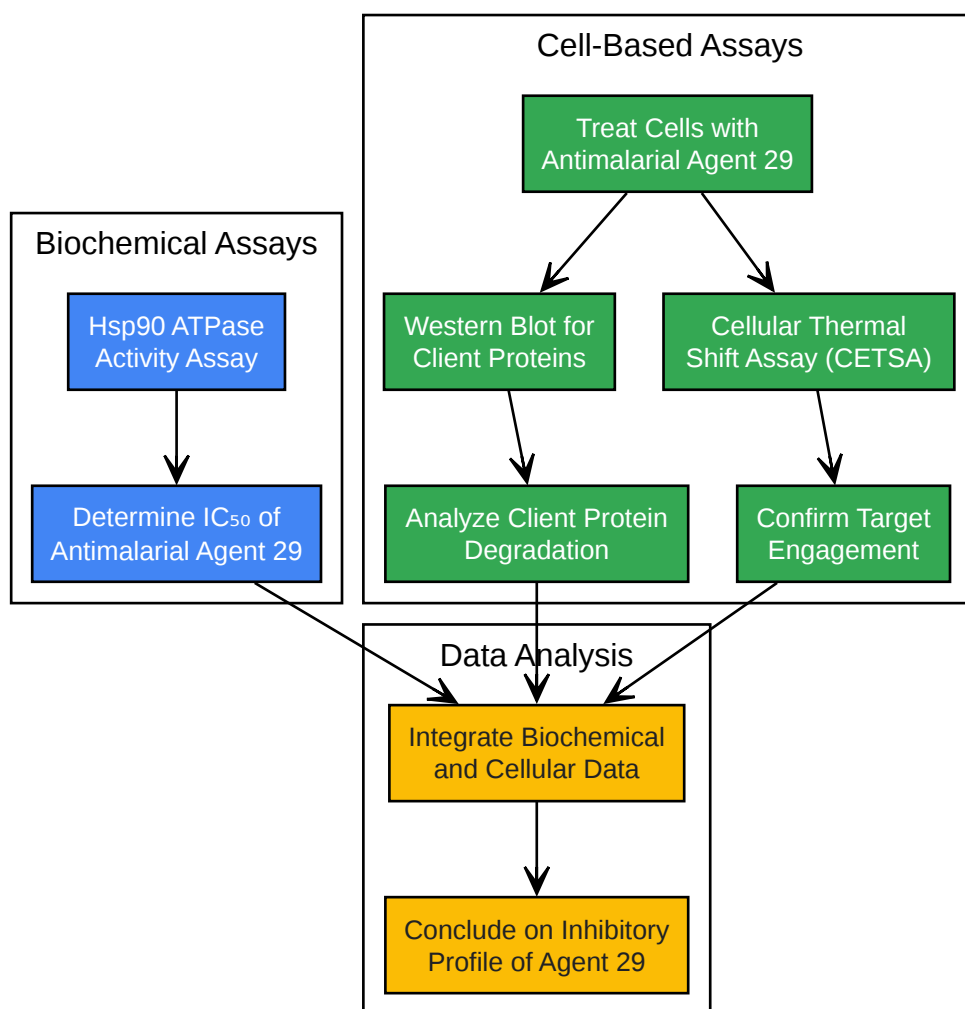 Cell-Based Assays
Treat Cells with
Antimalarial Agent 29
Biochemical Assays
Hsp90 ATPase
Activity Assay
Western Blot for
Client Proteins
Cellular Thermal
Shift Assay (CETSA)
Determine IC₅₀ of
Antimalarial Agent 29
Analyze Client Protein
Degradation
Confirm Target
Engagement
Data Analysis
Integrate Biochemical
and Cellular Data
Conclude on Inhibitory
Profile of Agent 29